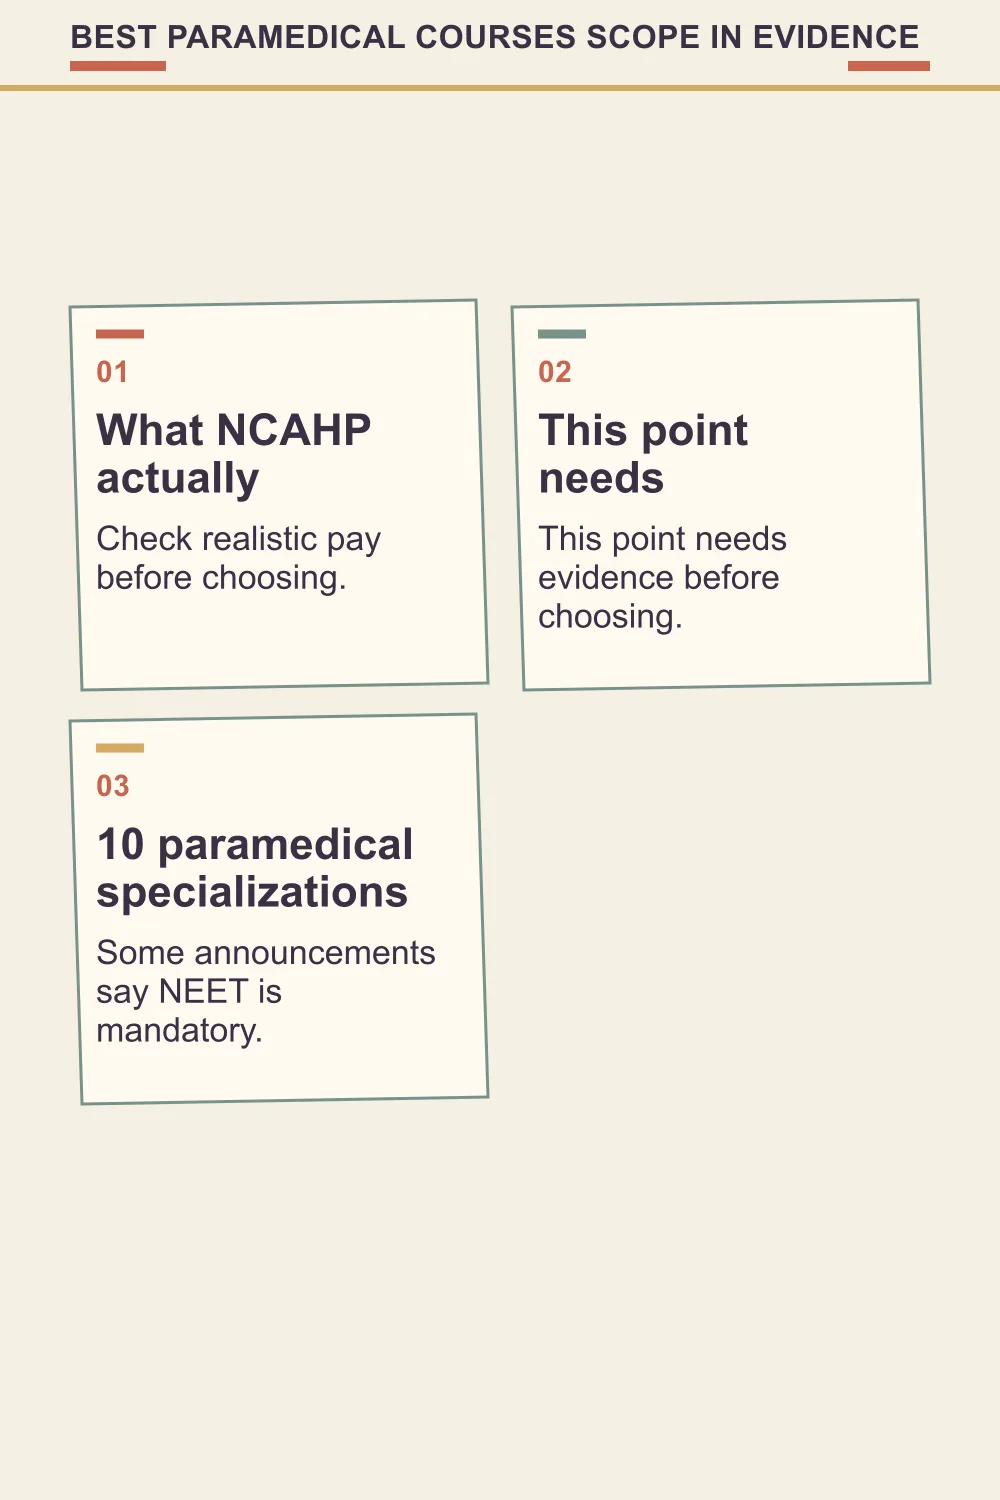 BEST PARAMEDICAL COURSES SCOPE IN EVIDENCE
01
What NCAHP
actually
Check realistic pay
before choosing.
02
This point
needs
This point needs
evidence before
choosing.
03
10 paramedical
specializations
Some announcements
say NEET is
mandatory.